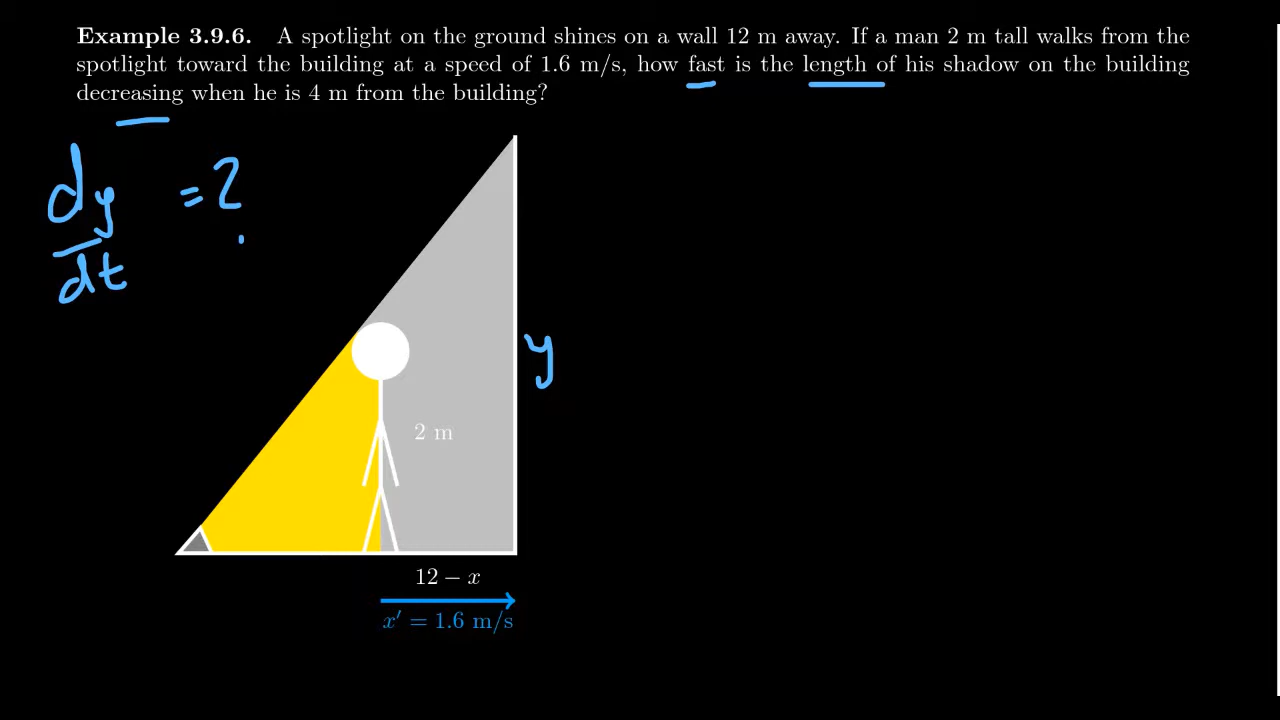 Example 3.9.6. A spotlight on the ground shines on a wall 12 m away. If a man 2 m tall walks from the
spotlight toward the building at a speed of 1.6 m/s, how fast is the length of his shadow on the building
decreasing when he is 4 m from the building?
dy/dt = ?
y
2 m
12 − x
x′ = 1.6 m/s